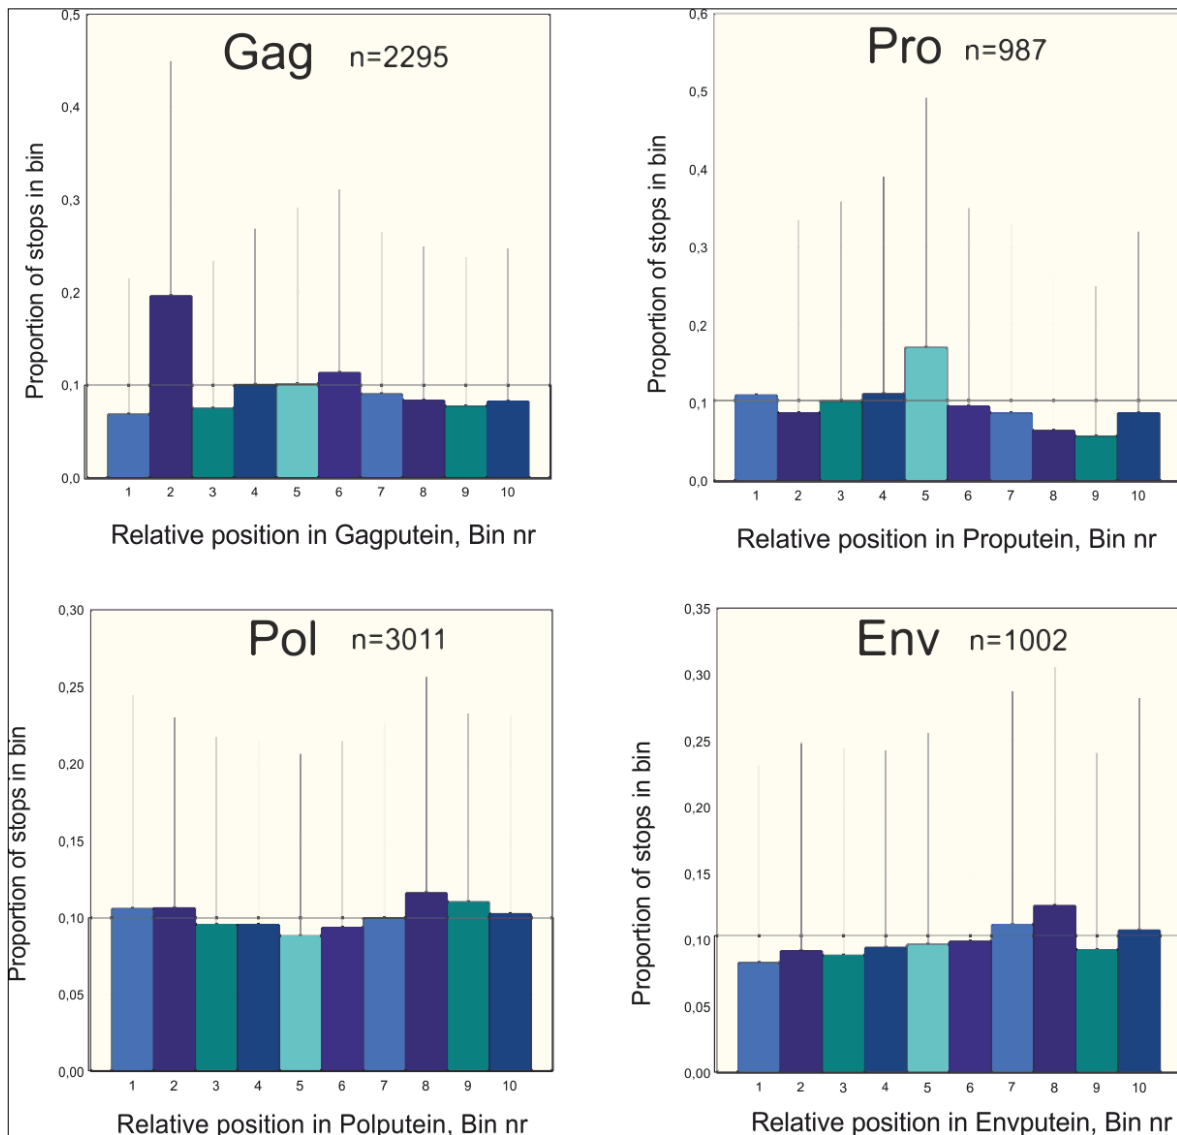 Gag n=2295
Proportion of stops in bin
0,5
0,4
0,3
0,2
0,1
0,0
1 2 3 4 5 6 7 8 9 10
Relative position in Gagputein, Bin nr
Pro n=987
Proportion of stops in bin
0,6
0,5
0,4
0,3
0,2
0,1
0,0
1 2 3 4 5 6 7 8 9 10
Relative position in Proputein, Bin nr
Pol n=3011
Proportion of stops in bin
0,30
0,25
0,20
0,15
0,10
0,05
0,00
1 2 3 4 5 6 7 8 9 10
Relative position in Polputein, Bin nr
Env n=1002
Proportion of stops in bin
0,35
0,30
0,25
0,20
0,15
0,10
0,05
0,00
1 2 3 4 5 6 7 8 9 10
Relative position in Envputein, Bin nr